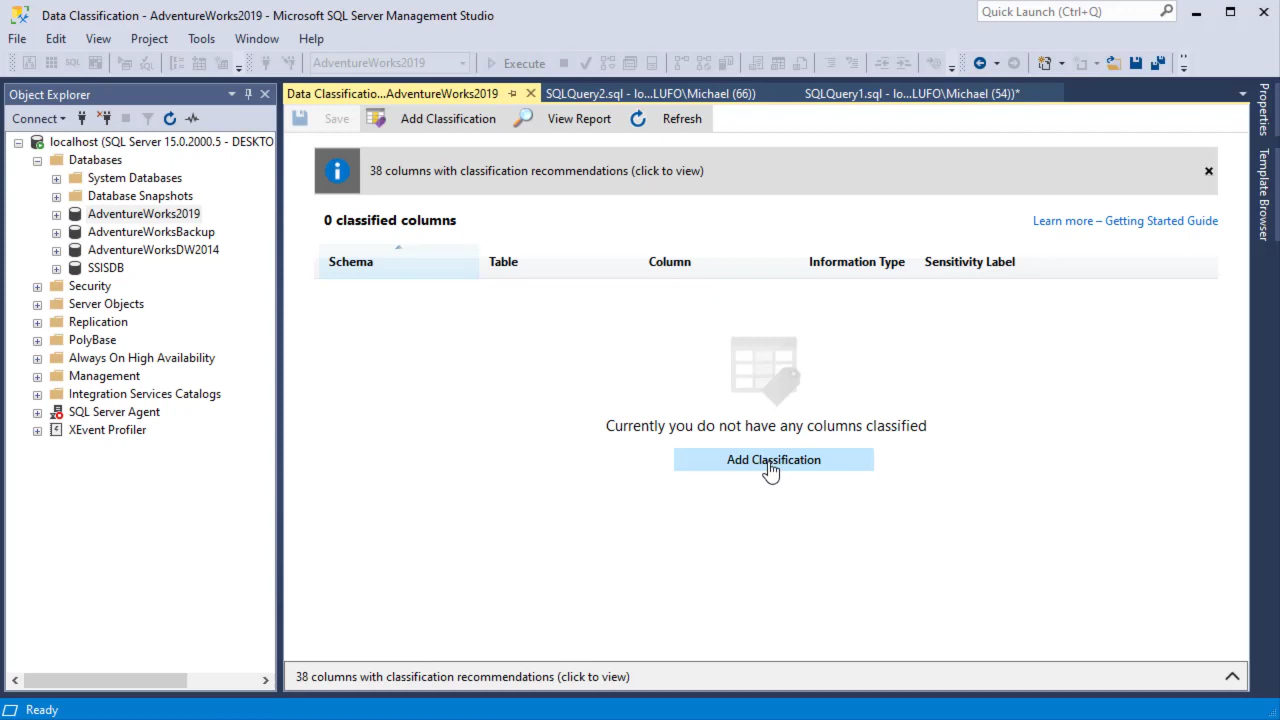 Data Classification - AdventureWorks2019 - Microsoft SQL Server Management Studio
Quick Launch (Ctrl+Q)
File Edit View Project Tools Window Help
AdventureWorks2019
Execute
Object Explorer
Data Classification...AdventureWorks2019
SQLQuery2.sql - lo...LUFO\Michael (66))
SQLQuery1.sql - lo...LUFO\Michael (54))*
Connect
Save
Add Classification
View Report
Refresh
localhost (SQL Server 15.0.2000.5 - DESKTO
Databases
System Databases
Database Snapshots
AdventureWorks2019
AdventureWorksBackup
AdventureWorksDW2014
SSISDB
Security
Server Objects
Replication
PolyBase
Always On High Availability
Management
Integration Services Catalogs
SQL Server Agent
XEvent Profiler
38 columns with classification recommendations (click to view)
0 classified columns
Learn more – Getting Started Guide
Schema Table Column Information Type Sensitivity Label
Currently you do not have any columns classified
Add Classification
38 columns with classification recommendations (click to view)
Properties
Template Browser
Ready